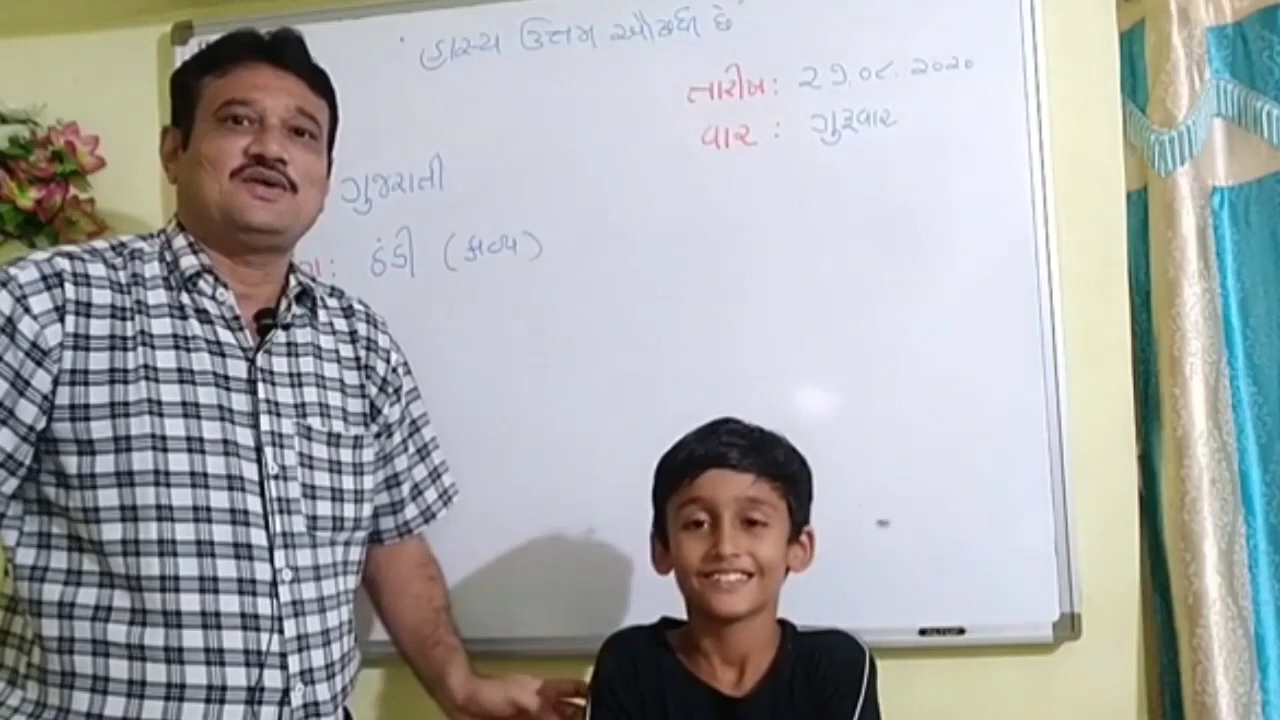 હાસ્ય ઉત્તમ ઔષધી છે
તારીખ: ૨૭.૦૮.૨૦૨૦
વાર : ગુરૂવાર
ગુજરાતી
ઠંડી (કાવ્ય)